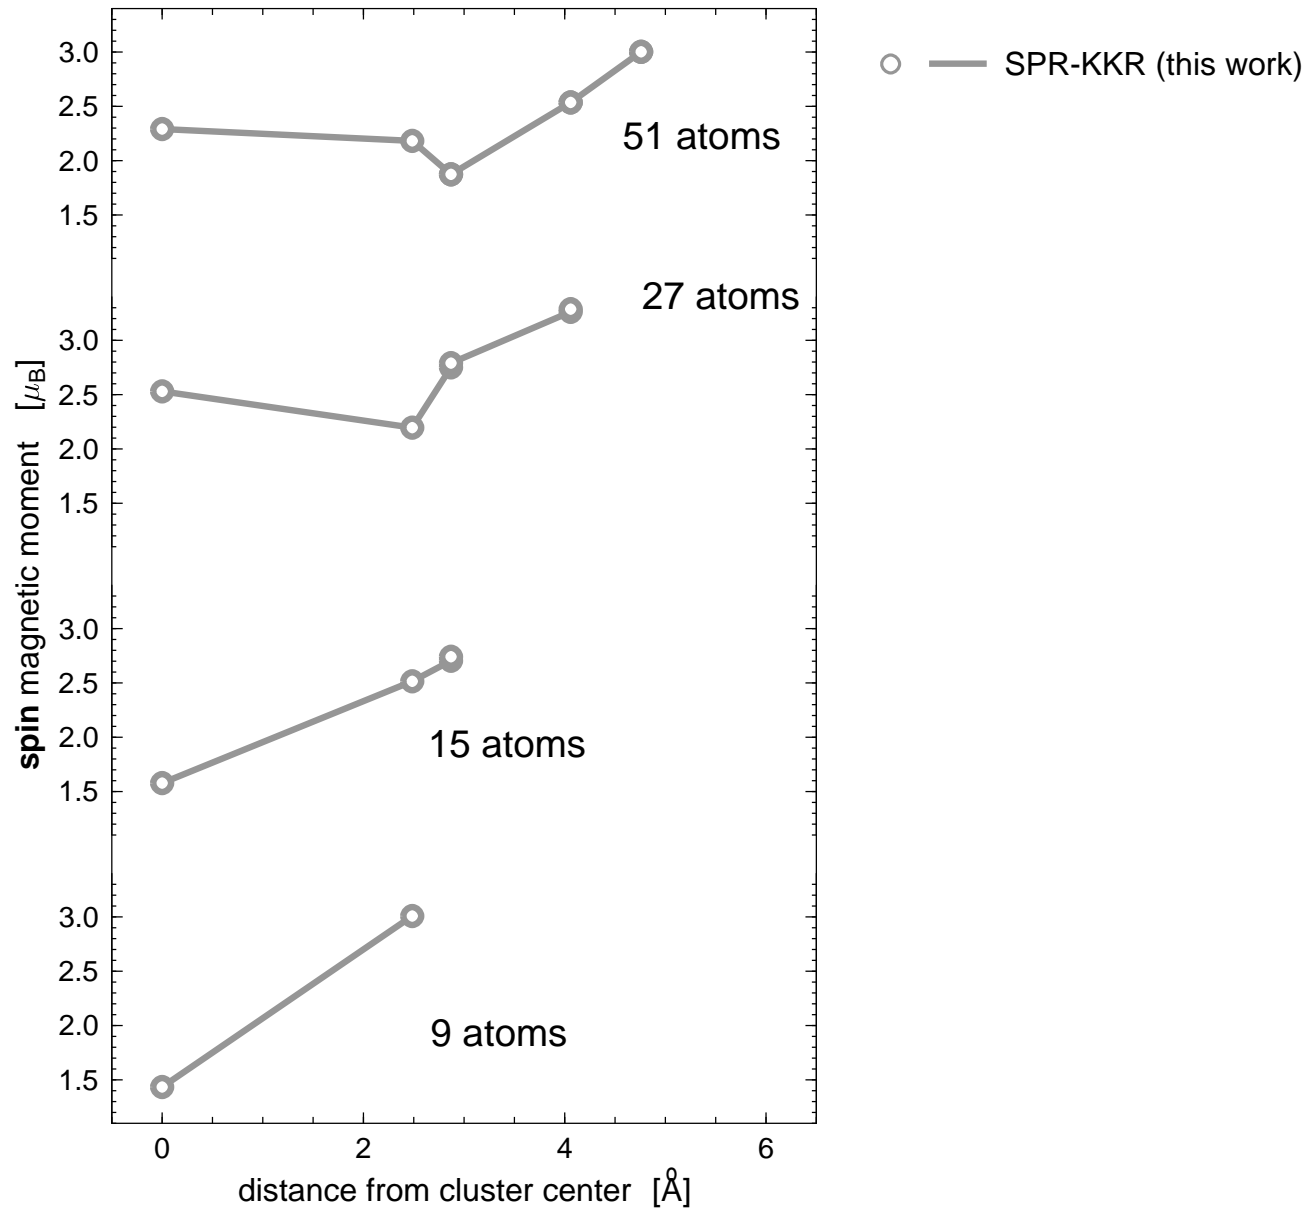 SPR-KKR (this work)
3.0
2.5
2.0
1.5
51 atoms
3.0
2.5
2.0
1.5
27 atoms
3.0
2.5
2.0
1.5
15 atoms
3.0
2.5
2.0
1.5
9 atoms
spin magnetic moment [μB]
0 2 4 6
distance from cluster center [Å]